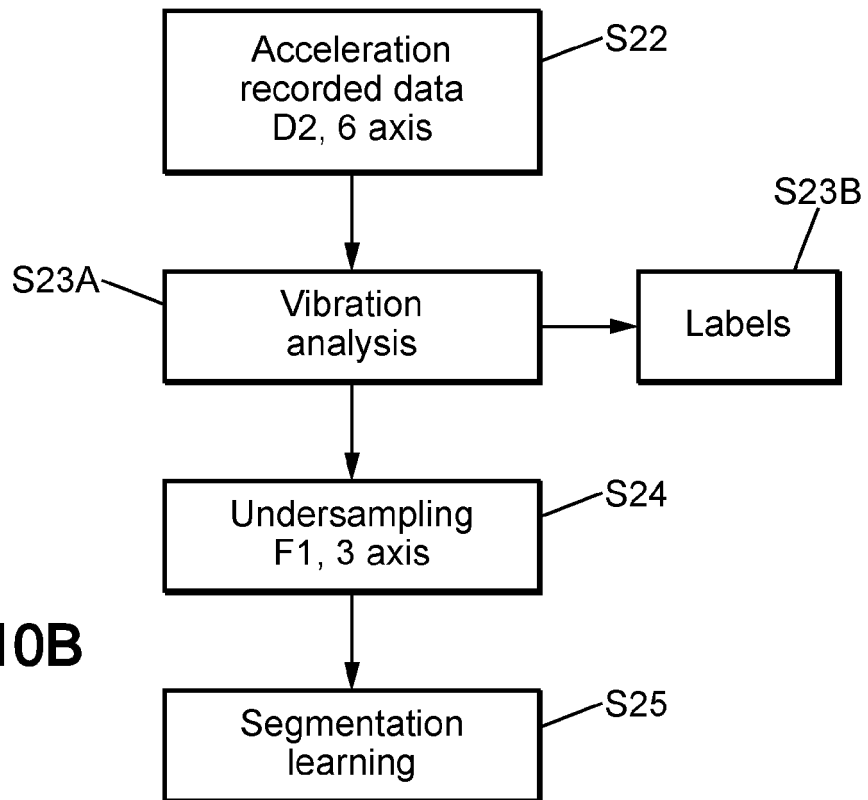 Acceleration
recorded data
D2, 6 axis
S22
S23B
S23A
Vibration
analysis
Labels
Undersampling
F1, 3 axis
S24
10B
Segmentation
learning
S25